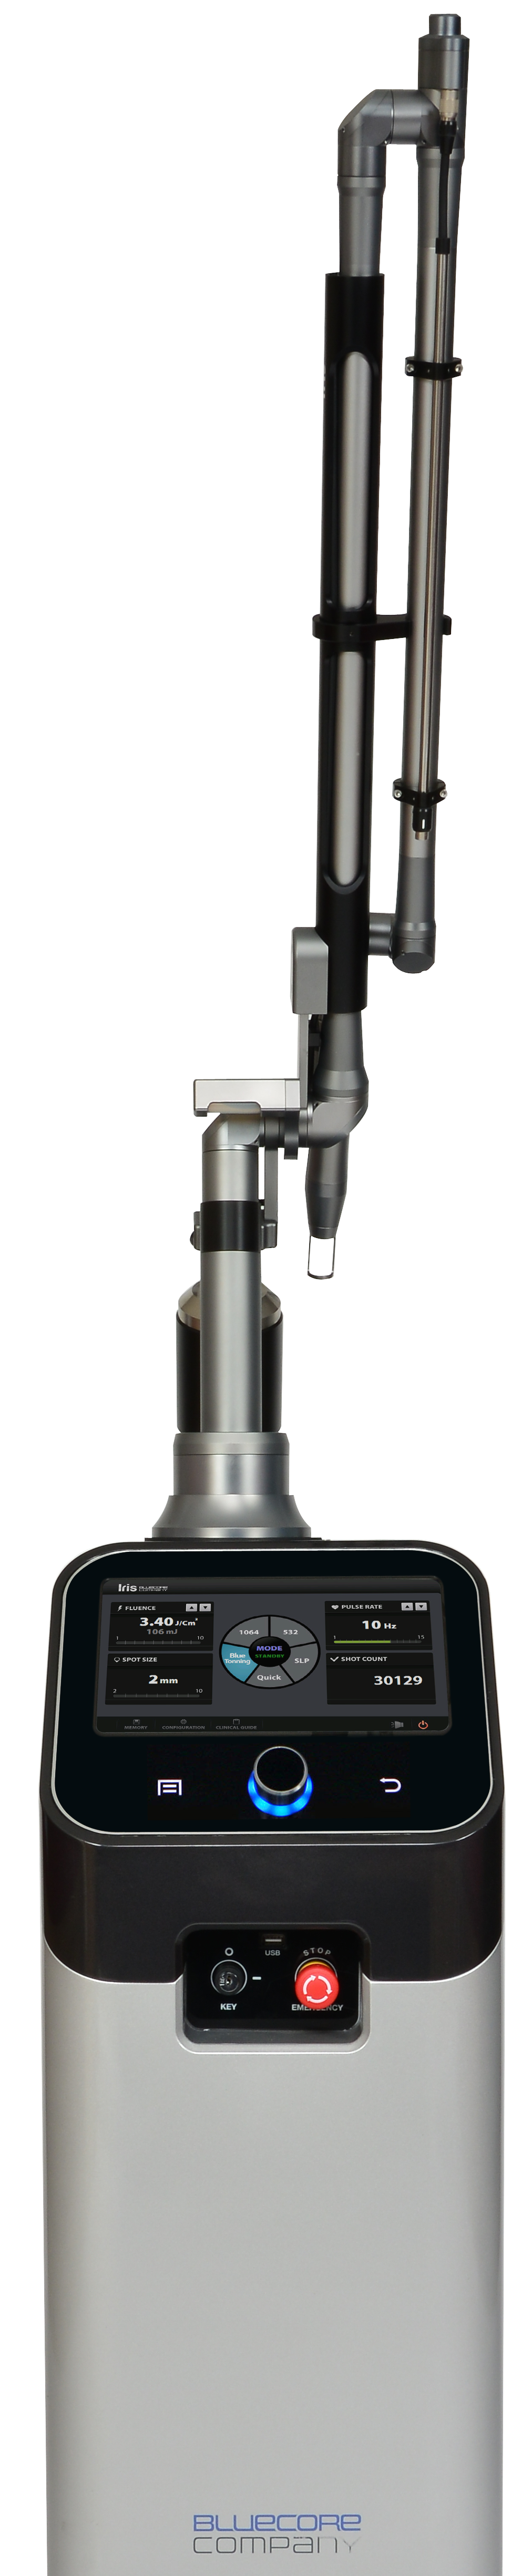 Iris BLUECORE
FLUENCE
3.40 J/Cm²
106 mJ
1 10
SPOT SIZE
2 mm
2 10
1064
532
SLP
Quick
Blue
Tonning
MODE
STANDBY
PULSE RATE
10 Hz
1 15
SHOT COUNT
30129
MEMORY
CONFIGURATION
CLINICAL GUIDE
USB
KEY
STOP
EMERGENCY
BLUECORE
COMPANY